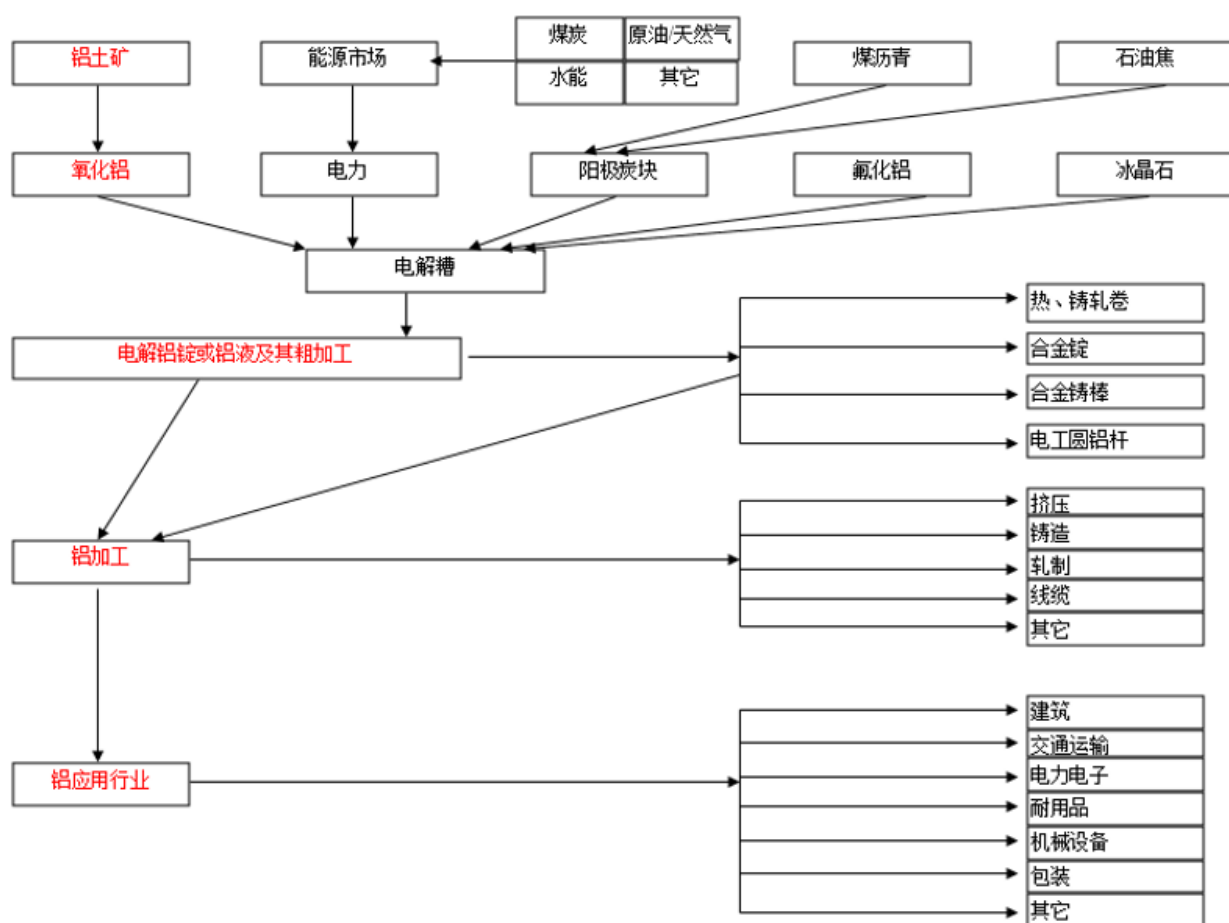 煤炭
原油/天然气
铝土矿
能源市场
水能
其它
煤沥青
石油焦
氧化铝
电力
阳极炭块
氟化铝
冰晶石
电解糟
热、铸轧卷
电解铝锭或铝液及其粗加工
合金锭
合金铸棒
电工圆铝杆
挤压
铸造
铝加工
轧制
线缆
其它
建筑
交通运输
铝应用行业
电力电子
耐用品
机械设备
包装
其它